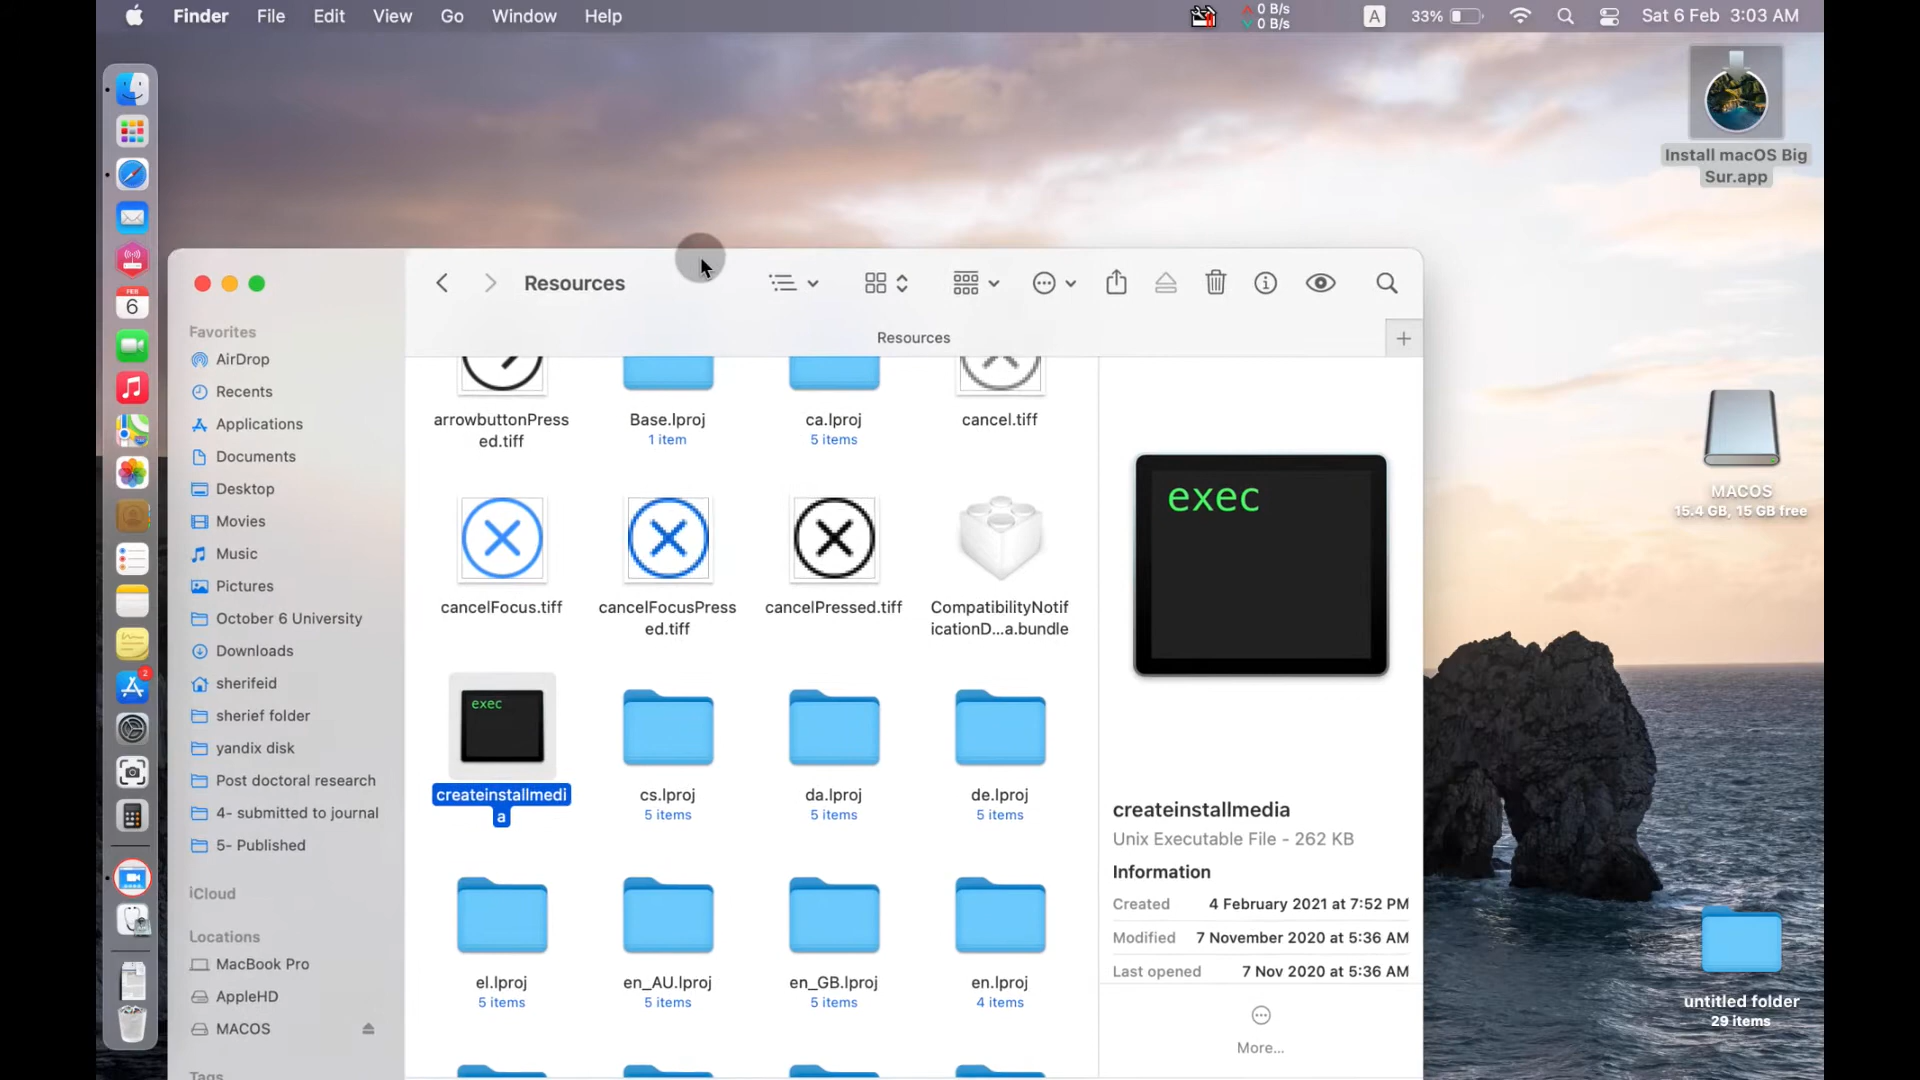 Finder File Edit View Go Window Help
0 B/s
0 B/s
A
33%
Sat 6 Feb 3:03 AM
Install macOS Big
Sur.app
FEB
6
2
Resources
Resources
Favorites
AirDrop
Recents
Applications
Documents
Desktop
Movies
Music
Pictures
October 6 University
Downloads
sherifeid
sherief folder
yandix disk
Post doctoral research
4- submitted to journal
5- Published
iCloud
Locations
MacBook Pro
AppleHD
MACOS
Tags
arrowbuttonPress
ed.tiff
Base.lproj
1 item
ca.lproj
5 items
cancel.tiff
cancelFocus.tiff
cancelFocusPress
ed.tiff
cancelPressed.tiff
CompatibilityNotif
icationD...a.bundle
exec
createinstallmedi
a
cs.lproj
5 items
da.lproj
5 items
de.lproj
5 items
el.lproj
5 items
en_AU.lproj
5 items
en_GB.lproj
5 items
en.lproj
4 items
exec
createinstallmedia
Unix Executable File - 262 KB
Information
Created 4 February 2021 at 7:52 PM
Modified 7 November 2020 at 5:36 AM
Last opened 7 Nov 2020 at 5:36 AM
More...
MACOS
15.4 GB, 15 GB free
untitled folder
29 items